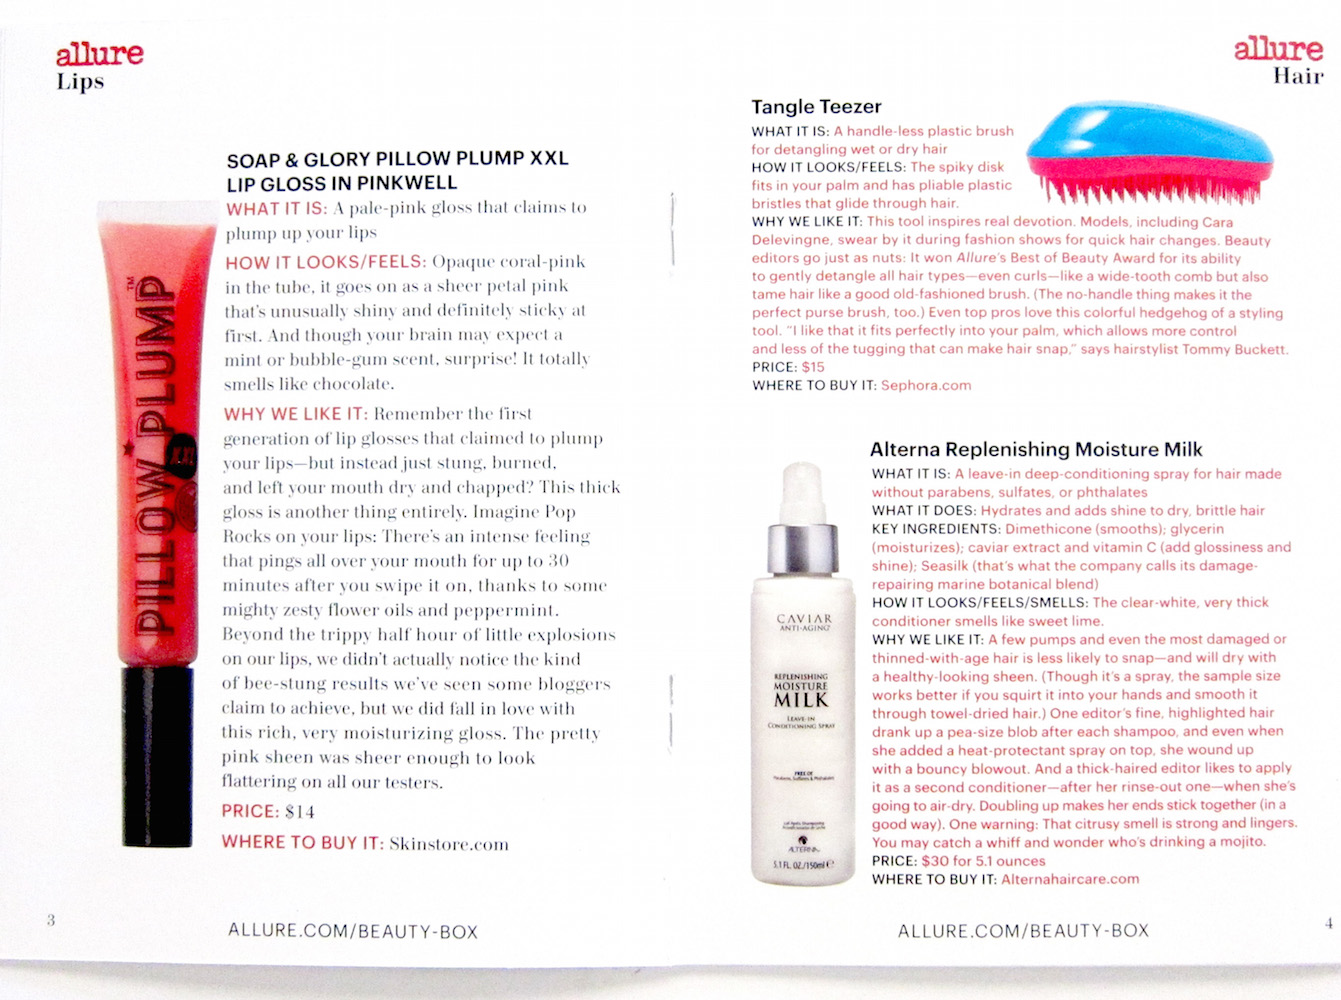 allure
Lips
SOAP & GLORY PILLOW PLUMP XXL
LIP GLOSS IN PINKWELL
WHAT IT IS: A pale-pink gloss that claims to
plump up your lips
HOW IT LOOKS/FEELS: Opaque coral-pink
in the tube, it goes on as a sheer petal pink
that's unusually shiny and definitely sticky at
first. And though your brain may expect a
mint or bubble-gum scent, surprise! It totally
smells like chocolate.
WHY WE LIKE IT: Remember the first
generation of lip glosses that claimed to plump
your lips—but instead just stung, burned,
and left your mouth dry and chapped? This thick
gloss is another thing entirely. Imagine Pop
Rocks on your lips: There's an intense feeling
that pings all over your mouth for up to 30
minutes after you swipe it on, thanks to some
mighty zesty flower oils and peppermint.
Beyond the trippy half hour of little explosions
on our lips, we didn't actually notice the kind
of bee-stung results we've seen some bloggers
claim to achieve, but we did fall in love with
this rich, very moisturizing gloss. The pretty
pink sheen was sheer enough to look
flattering on all our testers.
PRICE: $14
WHERE TO BUY IT: Skinstore.com
PILLOW PLUMP™
XXL
3
ALLURE.COM/BEAUTY-BOX
allure
Hair
Tangle Teezer
WHAT IT IS: A handle-less plastic brush
for detangling wet or dry hair
HOW IT LOOKS/FEELS: The spiky disk
fits in your palm and has pliable plastic
bristles that glide through hair.
WHY WE LIKE IT: This tool inspires real devotion. Models, including Cara
Delevingne, swear by it during fashion shows for quick hair changes. Beauty
editors go just as nuts: It won Allure's Best of Beauty Award for its ability
to gently detangle all hair types—even curls—like a wide-tooth comb but also
tame hair like a good old-fashioned brush. (The no-handle thing makes it the
perfect purse brush, too.) Even top pros love this colorful hedgehog of a styling
tool. "I like that it fits perfectly into your palm, which allows more control
and less of the tugging that can make hair snap," says hairstylist Tommy Buckett.
PRICE: $15
WHERE TO BUY IT: Sephora.com
Alterna Replenishing Moisture Milk
WHAT IT IS: A leave-in deep-conditioning spray for hair made
without parabens, sulfates, or phthalates
WHAT IT DOES: Hydrates and adds shine to dry, brittle hair
KEY INGREDIENTS: Dimethicone (smooths); glycerin
(moisturizes); caviar extract and vitamin C (add glossiness and
shine); Seasilk (that's what the company calls its damage-
repairing marine botanical blend)
HOW IT LOOKS/FEELS/SMELLS: The clear-white, very thick
conditioner smells like sweet lime.
WHY WE LIKE IT: A few pumps and even the most damaged or
thinned-with-age hair is less likely to snap—and will dry with
a healthy-looking sheen. (Though it's a spray, the sample size
works better if you squirt it into your hands and smooth it
through towel-dried hair.) One editor's fine, highlighted hair
drank up a pea-size blob after each shampoo, and even when
she added a heat-protectant spray on top, she wound up
with a bouncy blowout. And a thick-haired editor likes to apply
it as a second conditioner—after her rinse-out one—when she's
going to air-dry. Doubling up makes her ends stick together (in a
good way). One warning: That citrusy smell is strong and lingers.
You may catch a whiff and wonder who's drinking a mojito.
PRICE: $30 for 5.1 ounces
WHERE TO BUY IT: Alternahaircare.com
CAVIAR
ANTI-AGING
REPLENISHING
MOISTURE
MILK
LEAVE-IN
CONDITIONING SPRAY
FREE OF
Parabens, Sulfates & Phthalates
ALTERNA
5.1 FL. OZ./150ml e
ALLURE.COM/BEAUTY-BOX
4